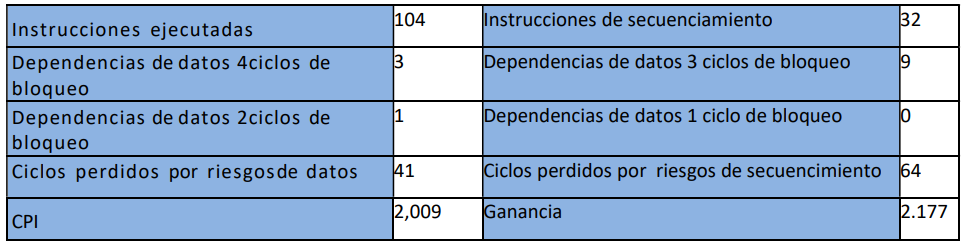 Instrucciones ejecutadas 104 Instrucciones de secuenciamiento 32
Dependencias de datos 4ciclos de 3 Dependencias de datos 3 ciclos de bloqueo 9
bloqueo
Dependencias de datos 2ciclos de 1 Dependencias de datos 1 ciclo de bloqueo 0
bloqueo
Ciclos perdidos por riesgosde datos 41 Ciclos perdidos por riesgos de secuencimiento 64
CPI 2,009 Ganancia 2.177